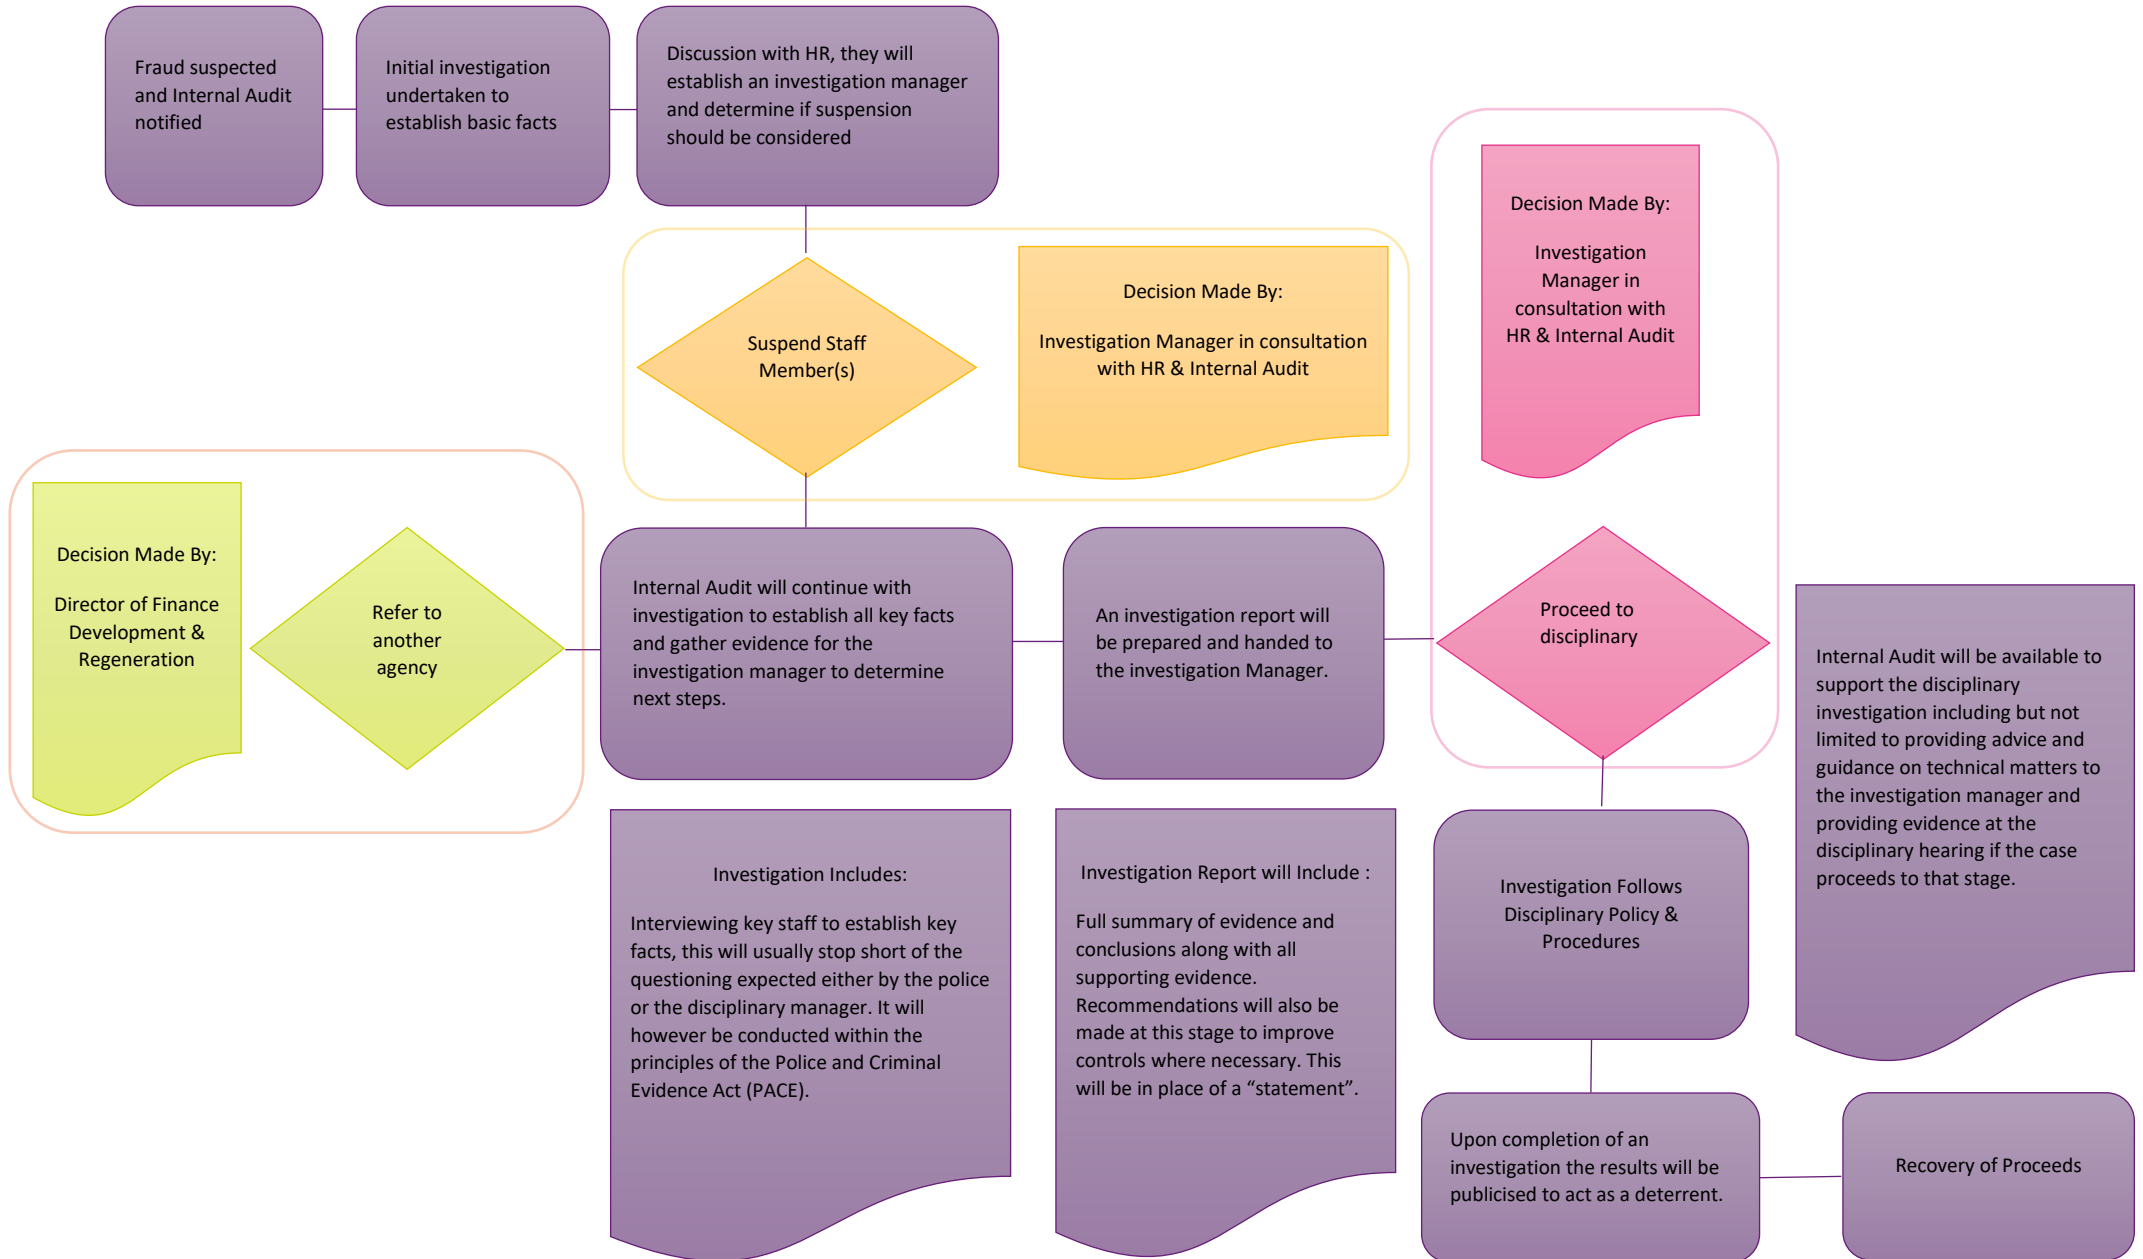 Fraud suspected
and Internal Audit
notified
Initial investigation
undertaken to
establish basic facts
Discussion with HR, they will
establish an investigation manager
and determine if suspension
should be considered
Decision Made By:
Investigation
Manager in
consultation with
HR & Internal Audit
Suspend Staff
Member(s)
Decision Made By:
Investigation Manager in consultation
with HR & Internal Audit
Decision Made By:
Director of Finance
Development &
Regeneration
Refer to
another
agency
Internal Audit will continue with
investigation to establish all key facts
and gather evidence for the
investigation manager to determine
next steps.
An investigation report will
be prepared and handed to
the investigation Manager.
Proceed to
disciplinary
Internal Audit will be available to
support the disciplinary
investigation including but not
limited to providing advice and
guidance on technical matters to
the investigation manager and
providing evidence at the
disciplinary hearing if the case
proceeds to that stage.
Investigation Includes:
Interviewing key staff to establish key
facts, this will usually stop short of the
questioning expected either by the police
or the disciplinary manager. It will
however be conducted within the
principles of the Police and Criminal
Evidence Act (PACE).
Investigation Report will Include :
Full summary of evidence and
conclusions along with all
supporting evidence.
Recommendations will also be
made at this stage to improve
controls where necessary. This
will be in place of a “statement”.
Investigation Follows
Disciplinary Policy &
Procedures
Upon completion of an
investigation the results will be
publicised to act as a deterrent.
Recovery of Proceeds